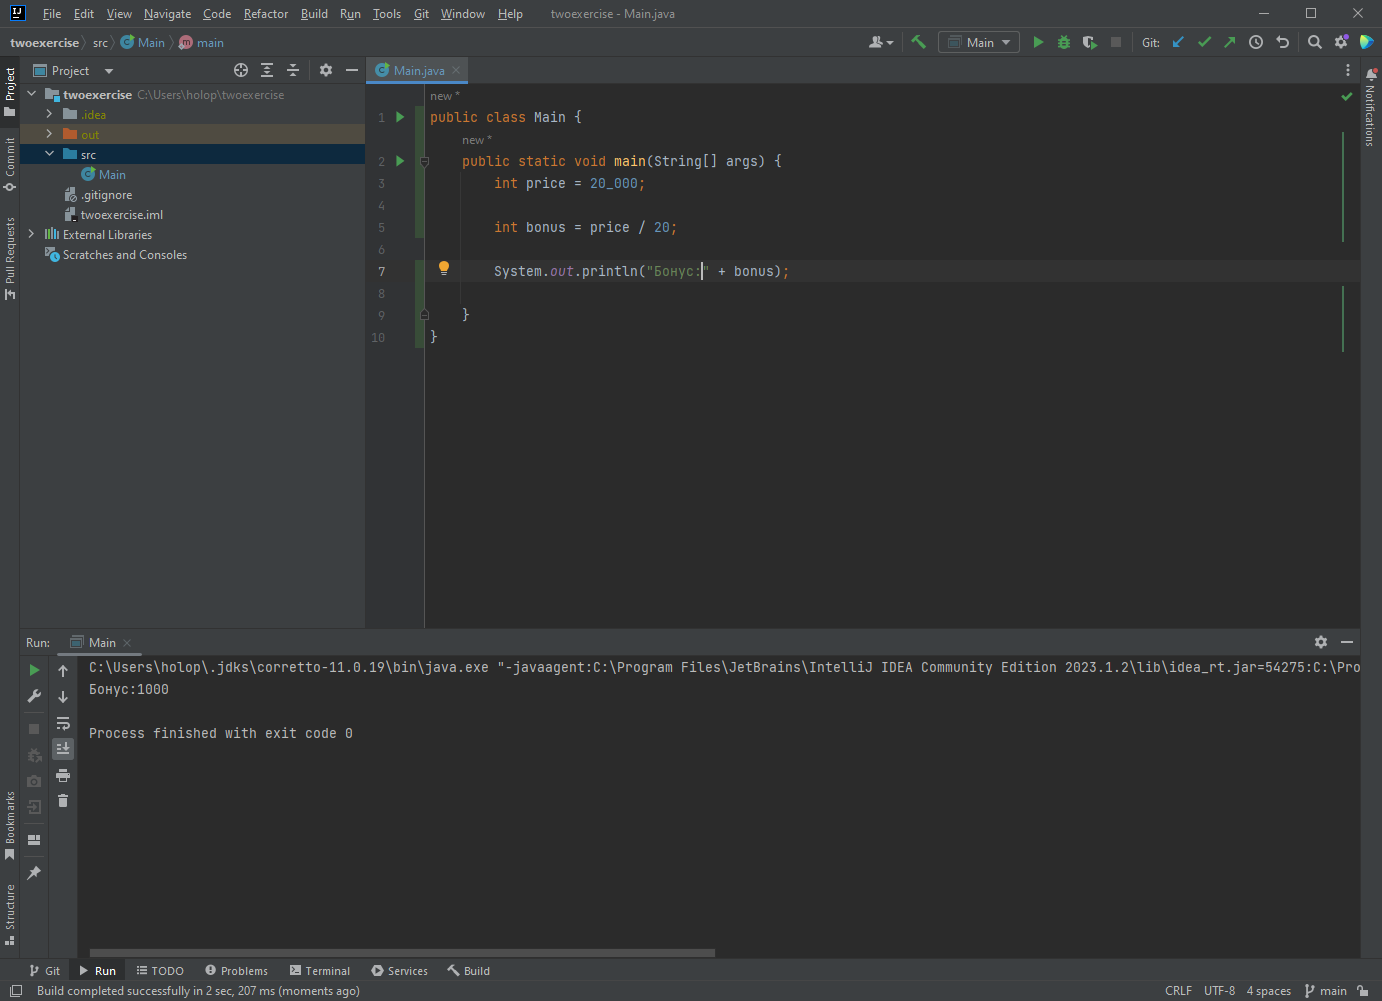 File Edit View Navigate Code Refactor Build Run Tools Git Window Help twoexercise - Main.java
twoexercise src Main main
Main Git:
Project
Main.java
Project
Commit
Pull Requests
Bookmarks
Structure
Notifications
twoexercise C:\Users\holop\twoexercise
.idea
out
src
Main
.gitignore
twoexercise.iml
External Libraries
Scratches and Consoles
new *
1 public class Main {
new *
2 public static void main(String[] args) {
3 int price = 20_000;
4
5 int bonus = price / 20;
6
7 System.out.println("Бонус:" + bonus);
8
9 }
10 }
Run: Main
C:\Users\holop\.jdks\corretto-11.0.19\bin\java.exe "-javaagent:C:\Program Files\JetBrains\IntelliJ IDEA Community Edition 2023.1.2\lib\idea_rt.jar=54275:C:\Pro
Бонус:1000
Process finished with exit code 0
Git Run TODO Problems Terminal Services Build
Build completed successfully in 2 sec, 207 ms (moments ago)
CRLF UTF-8 4 spaces main